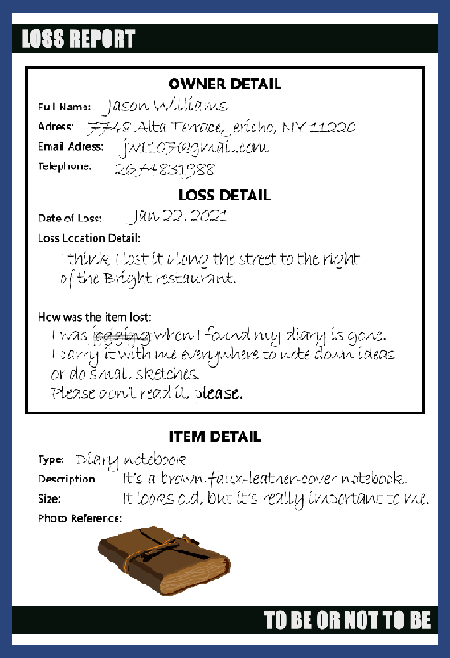 LOSS REPORT
OWNER DETAIL
Full Name: Jason Williams
Adress: 7748 Alta Terrace, Jericho, NY 11220
Email Adress:
Telephone:
LOSS DETAIL
Date of Loss: Jan 22, 2021
Loss Location Detail:
I think I lost it along the street to the right
of the Bright restaurant.
How was the item lost:
I was jogging when I found my diary is gone.
I carry it with me everywhere to note down ideas
or do small sketches.
Please don't read it, please.
ITEM DETAIL
Type: Diary notebook
Description: It's a brown faux-leather-cover notebook.
Size: It looks old, but it's really important to me.
Photo Reference:
TO BE OR NOT TO BE